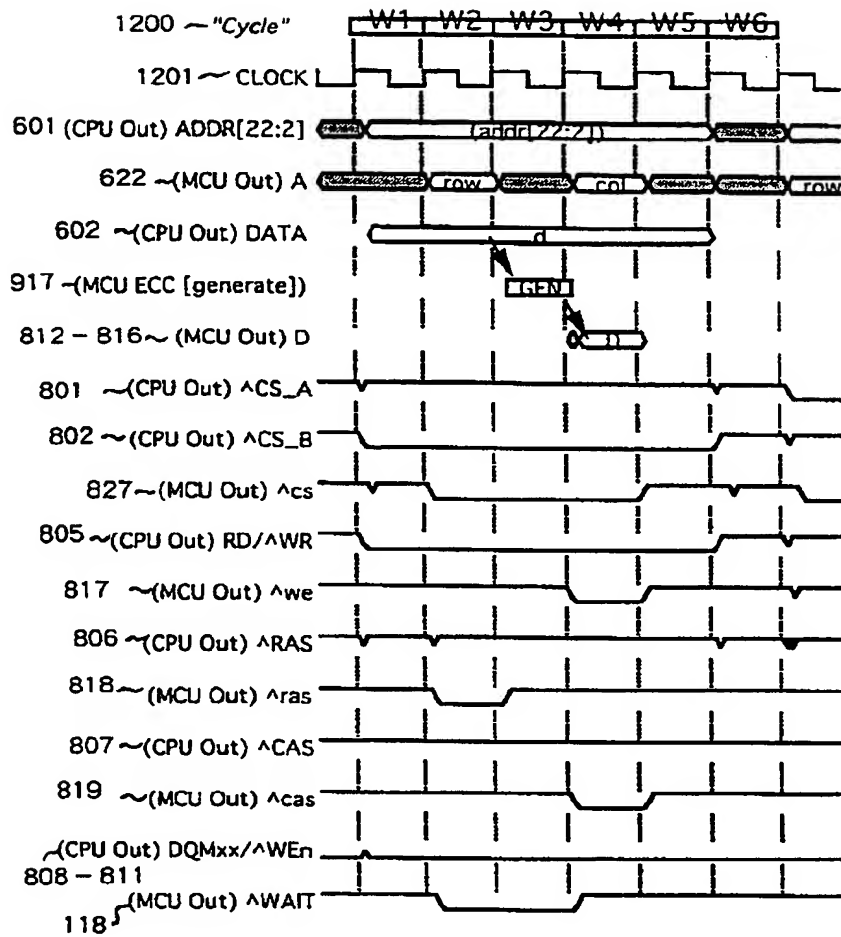 1200 ~ "Cycle" W1 W2 W3 W4 W5 W6
1201 ~ CLOCK
601 (CPU Out) ADDR[22:2] (addr[22:2])
622 ~(MCU Out) A row col row
602 ~(CPU Out) DATA d
917 ~(MCU ECC [generate]) GEN
812 – 816 ~ (MCU Out) D D
801 ~(CPU Out) ^CS_A
802 ~(CPU Out) ^CS_B
827 ~(MCU Out) ^cs
805 ~(CPU Out) RD/^WR
817 ~(MCU Out) ^we
806 ~(CPU Out) ^RAS
818 ~(MCU Out) ^ras
807 ~(CPU Out) ^CAS
819 ~(MCU Out) ^cas
(CPU Out) DQMxx/^WEn
808 – 811
(MCU Out) ^WAIT
118